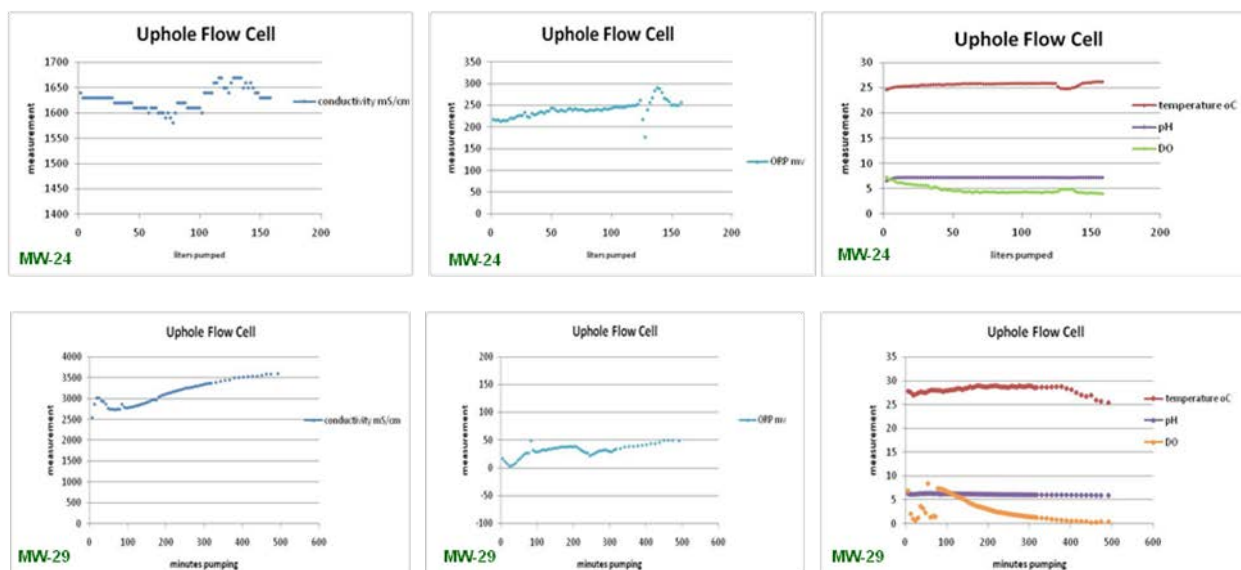 Uphole Flow Cell
1700
1650
1600
1550
1500
1450
1400
0 50 100 150 200
measurement
liters pumped
conductivity mS/cm
MW-24
Uphole Flow Cell
350
300
250
200
150
100
50
0
0 50 100 150 200
measurement
liters pumped
ORP mv
MW-24
Uphole Flow Cell
30
25
20
15
10
5
0
0 50 100 150 200
measurement
liters pumped
temperature oC
pH
DO
MW-24
Uphole Flow Cell
4000
3500
3000
2500
2000
1500
1000
500
0
0 100 200 300 400 500 600
measurement
minutes pumping
conductivity mS/cm
MW-29
Uphole Flow Cell
200
150
100
50
0
-50
-100
0 100 200 300 400 500 600
measurement
minutes pumping
ORP mv
MW-29
Uphole Flow Cell
35
30
25
20
15
10
5
0
0 100 200 300 400 500 600
measurement
minutes pumping
temperature oC
pH
DO
MW-29